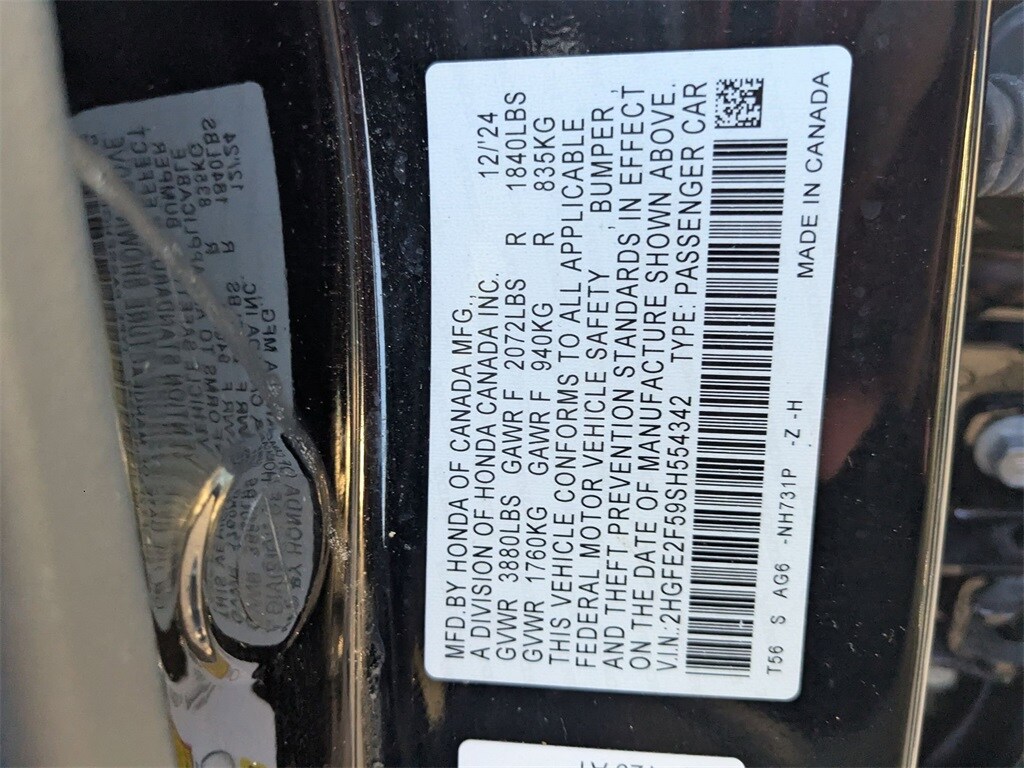 MFD.BY HONDA OF CANADA MFG.,
A DIVISION OF HONDA CANADA INC.. 12/'24
GVWR 3880LBS GAWR F 2072LBS R 1840LBS
GVWR 1760KG GAWR F 940KG R 835KG
THIS VEHICLE CONFORMS TO ALL APPLICABLE
FEDERAL MOTOR VEHICLE SAFETY , BUMPER ,
AND THEFT PREVENTION STANDARDS IN EFFECT
ON THE DATE OF MANUFACTURE SHOWN ABOVE.
V.I.N.:2HGFE2F59SH554342 TYPE: PASSENGER CAR
T56 S AG6 -NH731P -Z -H MADE IN CANADA